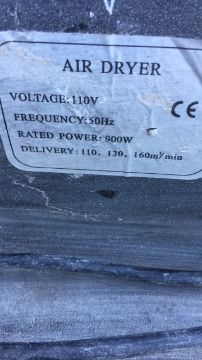 AIR DRYER
VOLTAGE:110V
CE
FREQUENCY:50Hz
RATED POWER: 900W
DELIVERY: 110, 130, 160m³/min